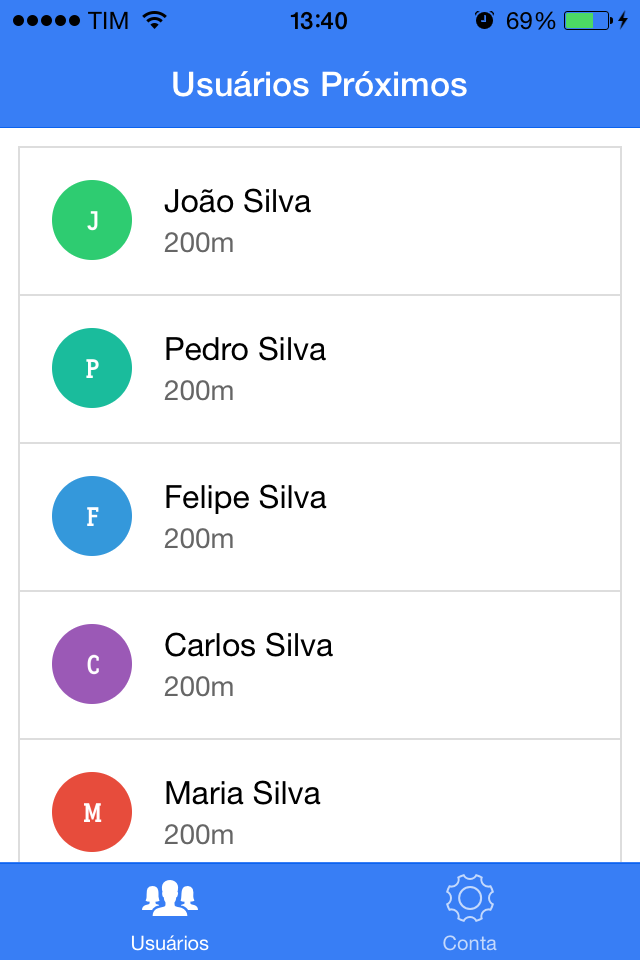 TIM 13:40 69%
Usuários Próximos
J
João Silva
200m
P
Pedro Silva
200m
F
Felipe Silva
200m
C
Carlos Silva
200m
M
Maria Silva
200m
Usuários Conta